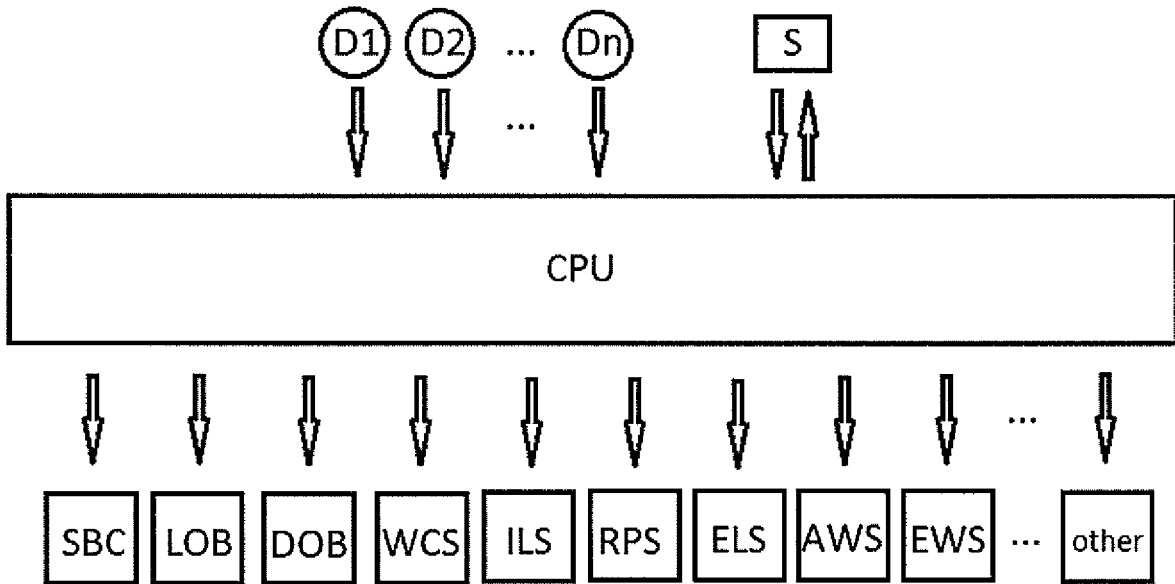 D1 D2 ... Dn S
...
CPU
...
SBC LOB DOB WCS ILS RPS ELS AWS EWS ... other